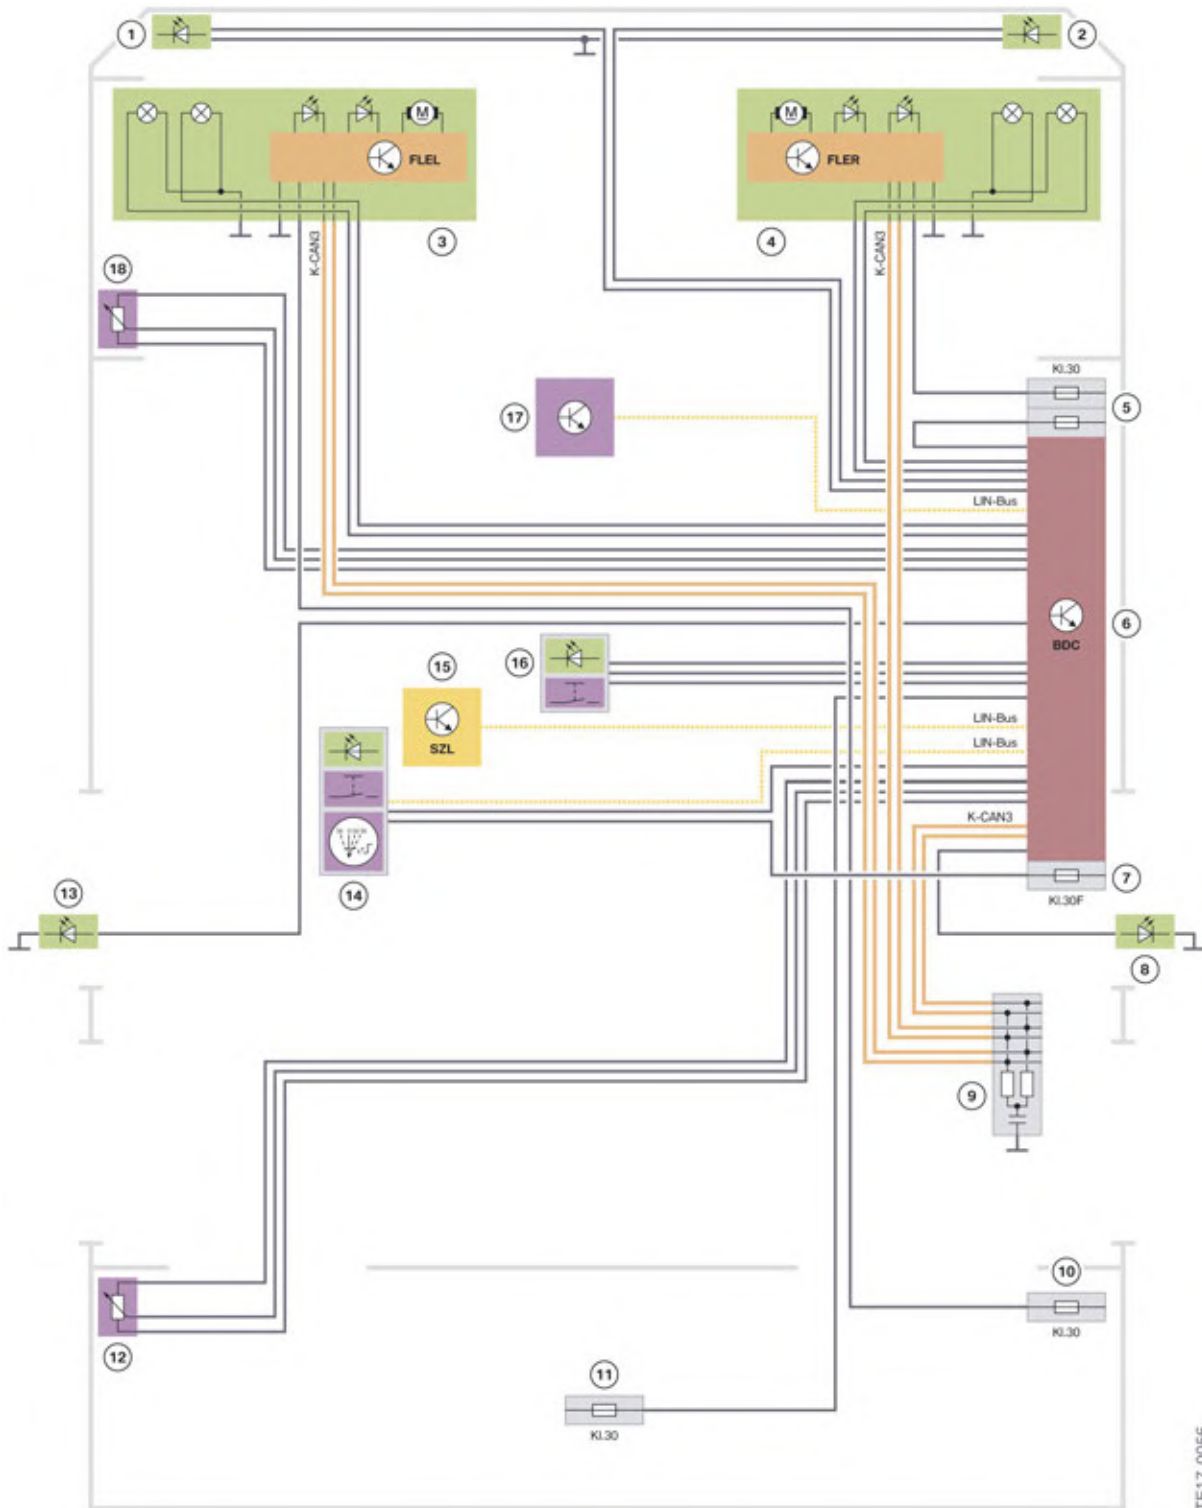 1
2
M
FLEL
M
FLER
3
K-CAN3
4
K-CAN3
18
Kl.30
5
17
LIN-Bus
6
BDC
15
16
SZL
LIN-Bus
LIN-Bus
K-CAN3
14
7
Kl.30F
13
8
9
10
Kl.30
12
11
Kl.30